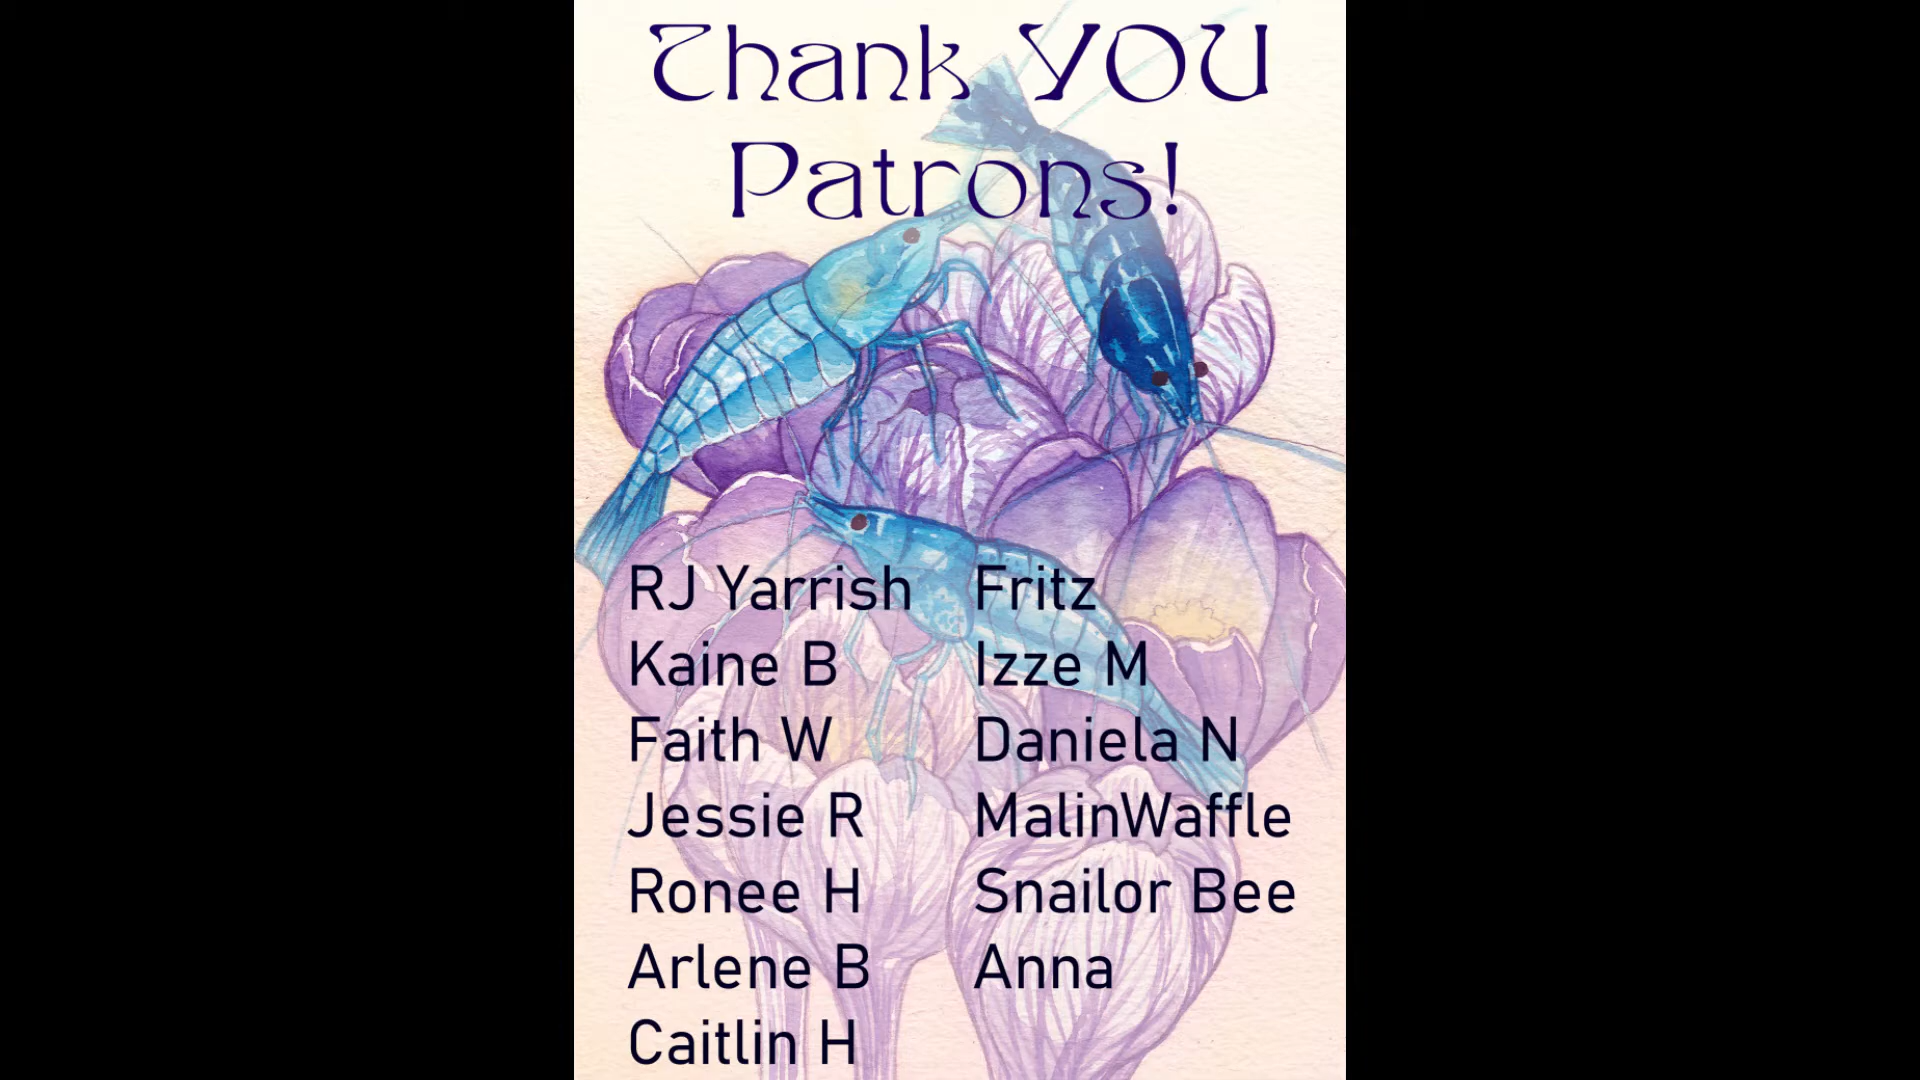 Thank YOU
Patrons!
RJ Yarrish
Kaine B
Faith W
Jessie R
Ronee H
Arlene B
Caitlin H
Fritz
Izze M
Daniela N
MalinWaffle
Snailor Bee
Anna